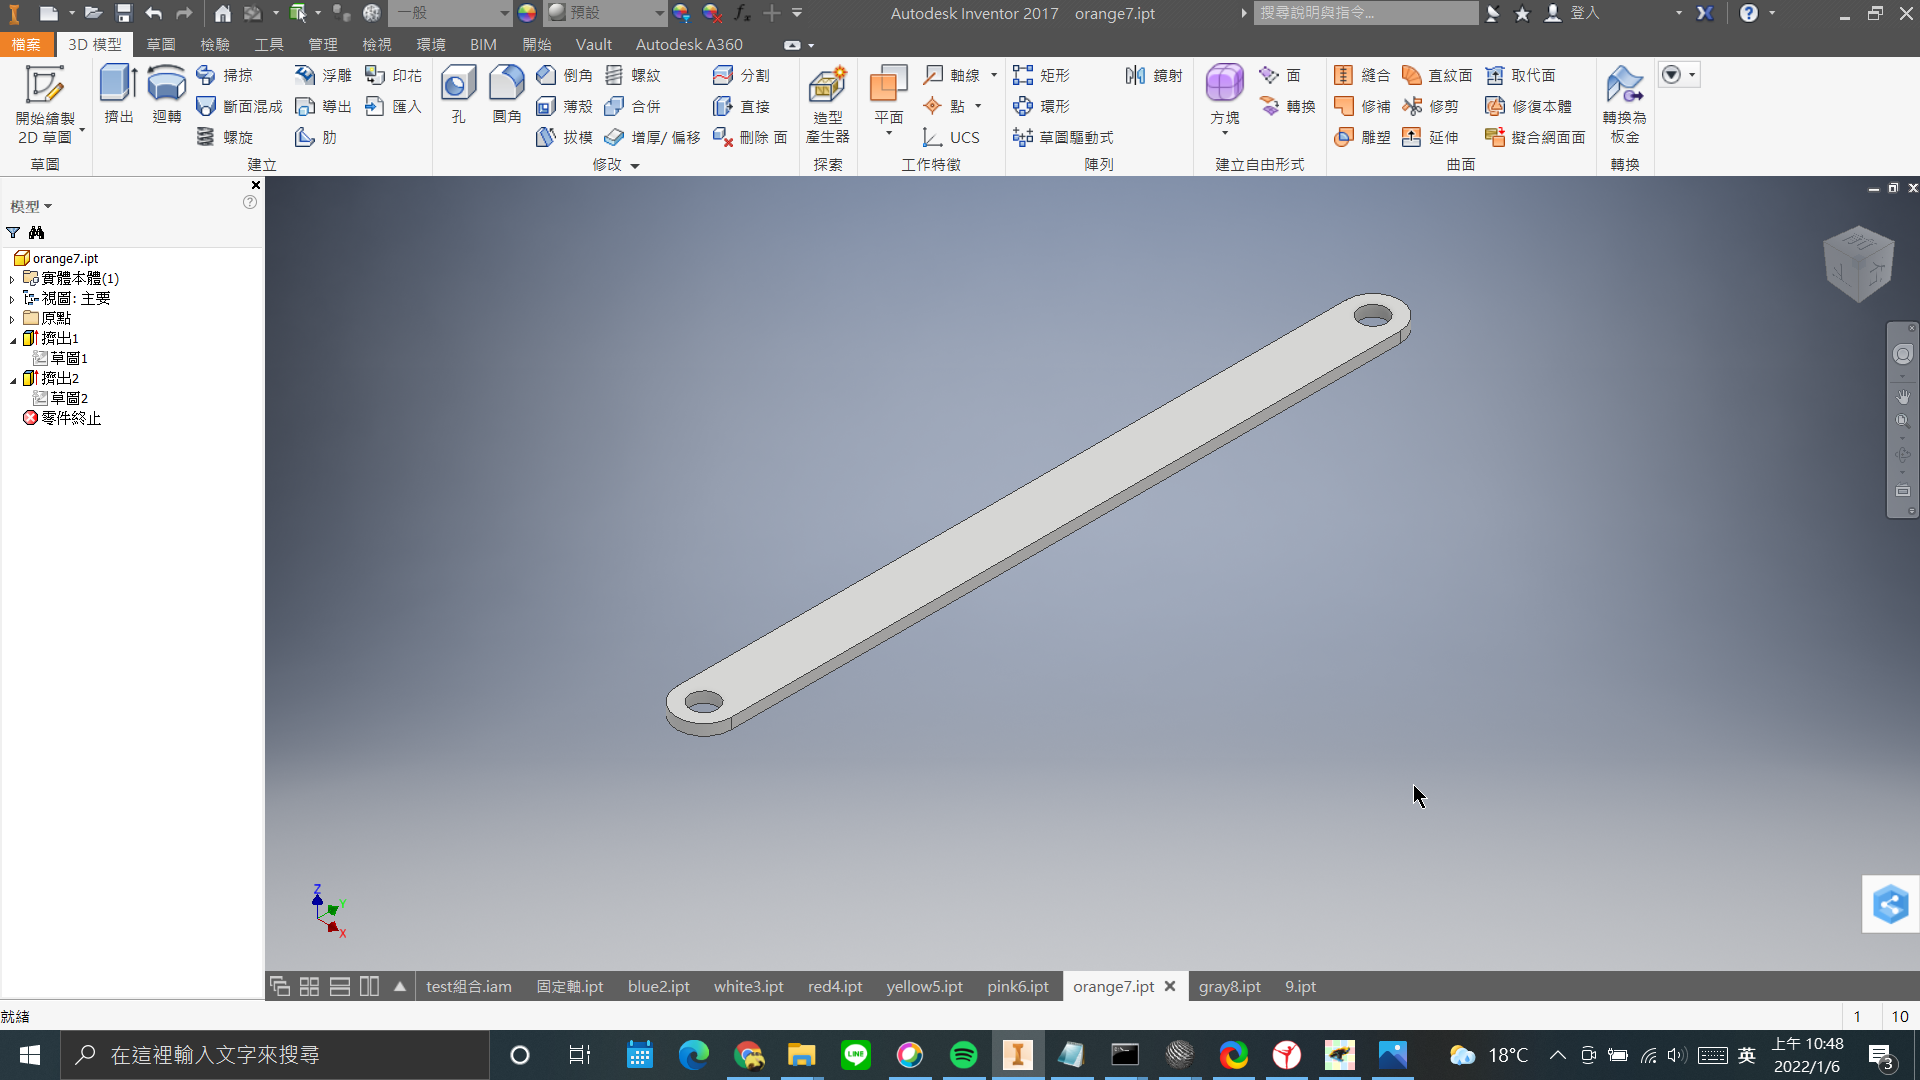 一般
預設
Autodesk Inventor 2017 orange7.ipt
搜尋說明與指令...
登入
檔案 3D 模型 草圖 檢驗 工具 管理 檢視 環境 BIM 開始 Vault Autodesk A360
開始繪製
2D 草圖
草圖
擠出 迴轉
掃掠 浮雕 印花
斷面混成 導出 匯入
螺旋 肋
建立
孔 圓角
倒角 螺紋 分割
薄殼 合併 直接
拔模 增厚/ 偏移 刪除 面
修改
造型
產生器
探索
平面
軸線
點
UCS
工作特徵
矩形 鏡射
環形
草圖驅動式
陣列
方塊
面
轉換
建立自由形式
縫合 直紋面 取代面
修補 修剪 修復本體
雕塑 延伸 擬合網面面
曲面
轉換為
板金
轉換
模型
orange7.ipt
實體本體(1)
視圖: 主要
原點
擠出1
草圖1
擠出2
草圖2
零件終止
Z
Y
X
test組合.iam 固定軸.ipt blue2.ipt white3.ipt red4.ipt yellow5.ipt pink6.ipt orange7.ipt gray8.ipt 9.ipt
就緒
1 10
在這裡輸入文字來搜尋
LINE
18°C
英
上午 10:48
2022/1/6
3